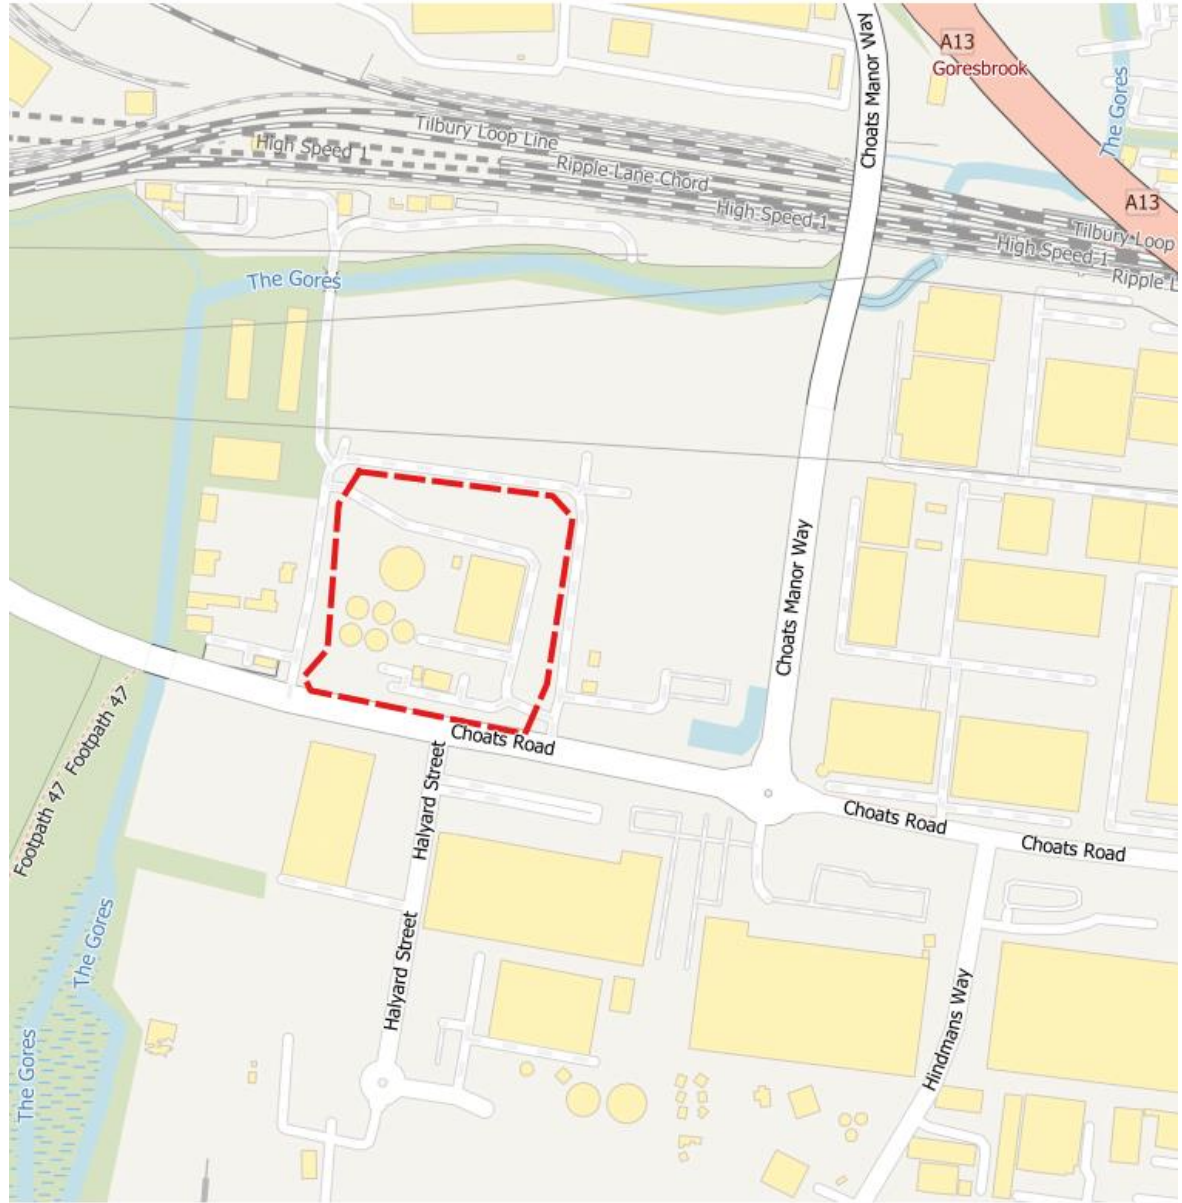 Choats Manor Way
A13
Goresbrook
The Gores
Tilbury Loop Line
High Speed 1
Ripple Lane Chord
High Speed 1
A13
Tilbury Loop
High Speed 1
Ripple L
The Gores
Choats Manor Way
Footpath 47
Footpath 47
Choats Road
Halyard Street
Choats Road
Choats Road
The Gores
Halyard Street
Hindmans Way
The Gores